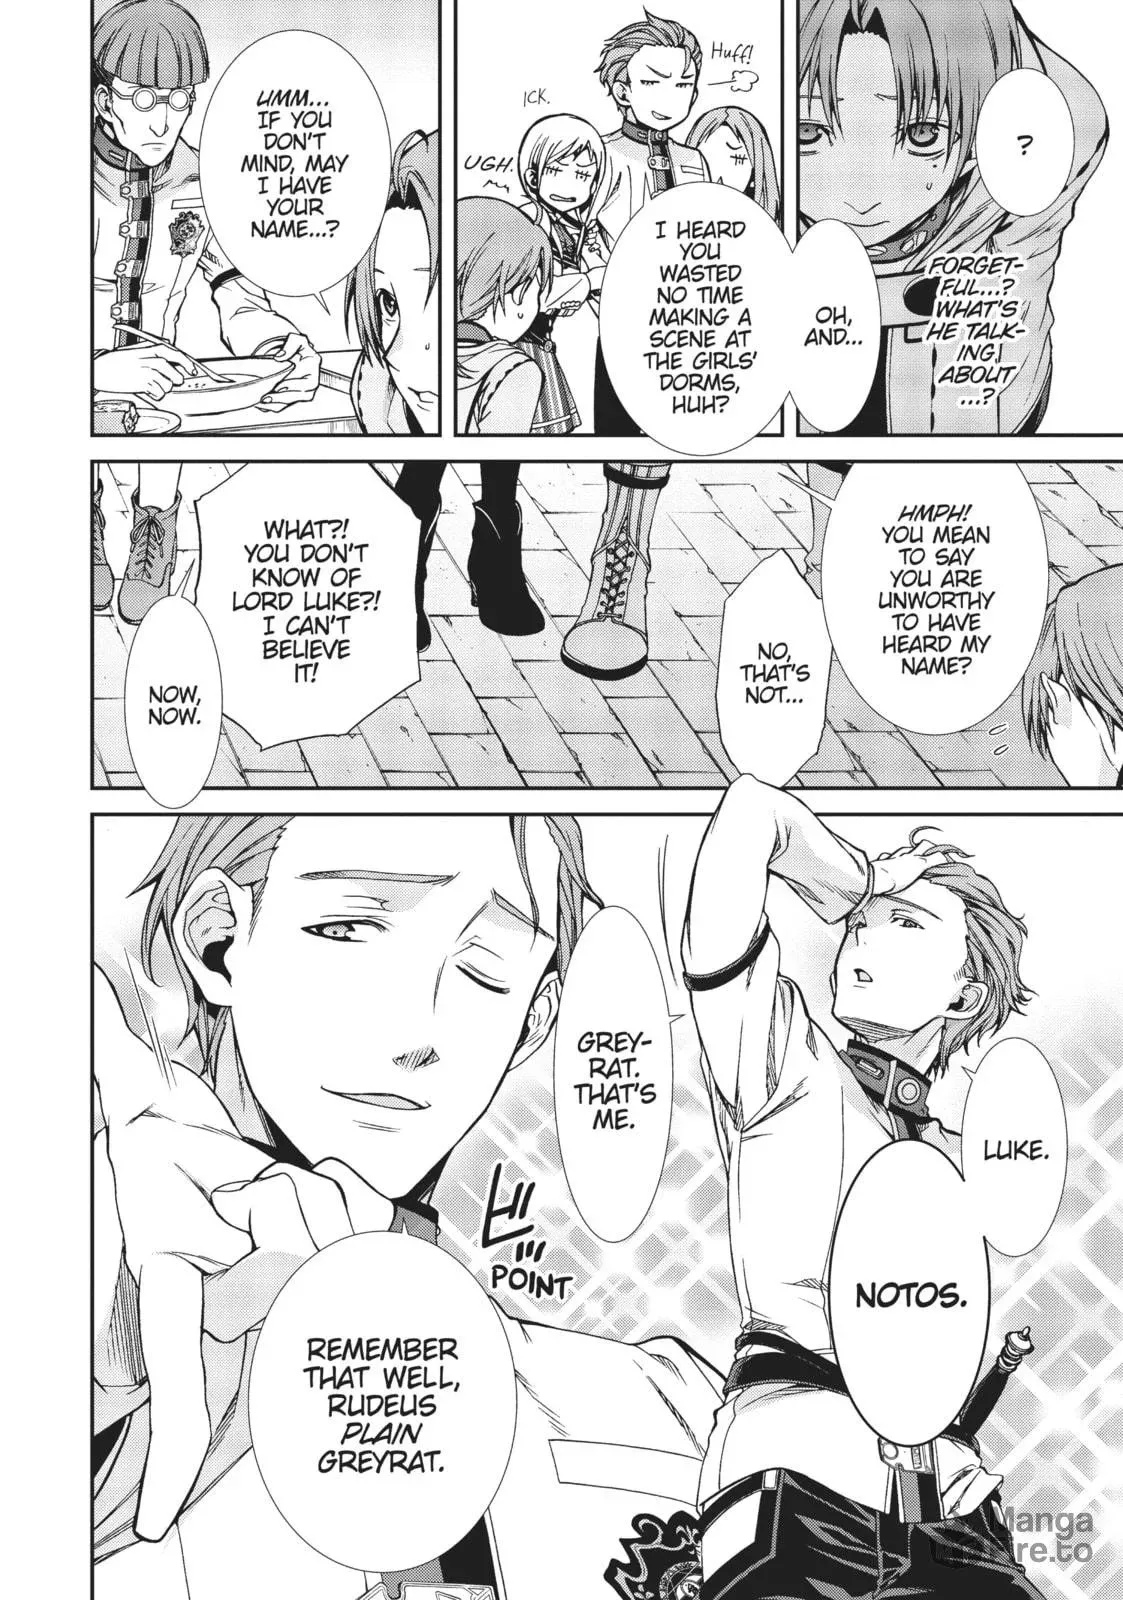 ?
FORGET-
FUL...?
WHAT'S
HE TALK-
ING
ABOUT
...?
OH,
AND...
I HEARD
YOU
WASTED
NO TIME
MAKING A
SCENE AT
THE GIRLS'
DORMS,
HUH?
Huff!
ICK.
UGH.
UMM...
IF YOU
DON'T
MIND, MAY
I HAVE
YOUR
NAME...?
HMPH!
YOU MEAN
TO SAY
YOU ARE
UNWORTHY
TO HAVE
HEARD MY
NAME?
NO,
THAT'S
NOT...
WHAT?!
YOU DON'T
KNOW OF
LORD LUKE?!
I CAN'T
BELIEVE
IT!
NOW,
NOW.
LUKE.
NOTOS.
GREY-
RAT.
THAT'S
ME.
ビシッ
POINT
REMEMBER
THAT WELL,
RUDEUS
PLAIN
GREYRAT.
Manga
Fire.to